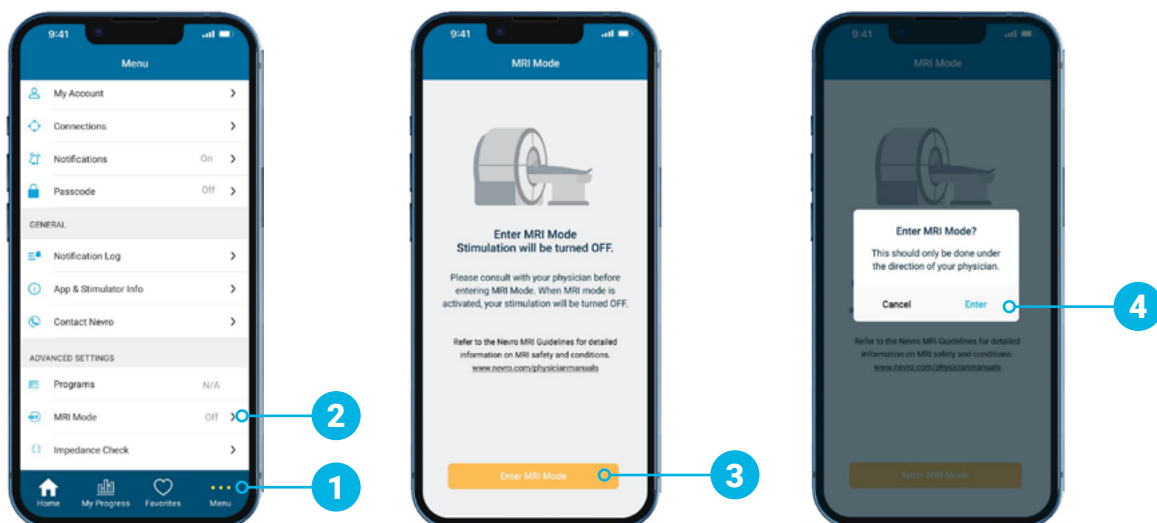 9:41
Menu
My Account
Connections
Notifications On
Passcode Off
GENERAL
Notification Log
App & Stimulator Info
Contact Nevro
ADVANCED SETTINGS
Programs N/A
MRI Mode Off
Impedance Check
Home My Progress Favorites Menu
2
1
9:41
MRI Mode
Enter MRI Mode
Stimulation will be turned OFF.
Please consult with your physician before
entering MRI Mode. When MRI mode is
activated, your stimulation will be turned OFF.
Refer to the Nevro MRI Guidelines for detailed
information on MRI safety and conditions.
www.nevro.com/physicianmanuals
Enter MRI Mode
3
9:41
MRI Mode
Enter MRI Mode?
This should only be done under
the direction of your physician.
Cancel Enter
4
Refer to the Nevro MRI Guidelines for detailed
information on MRI safety and conditions.
www.nevro.com/physicianmanuals
Enter MRI Mode